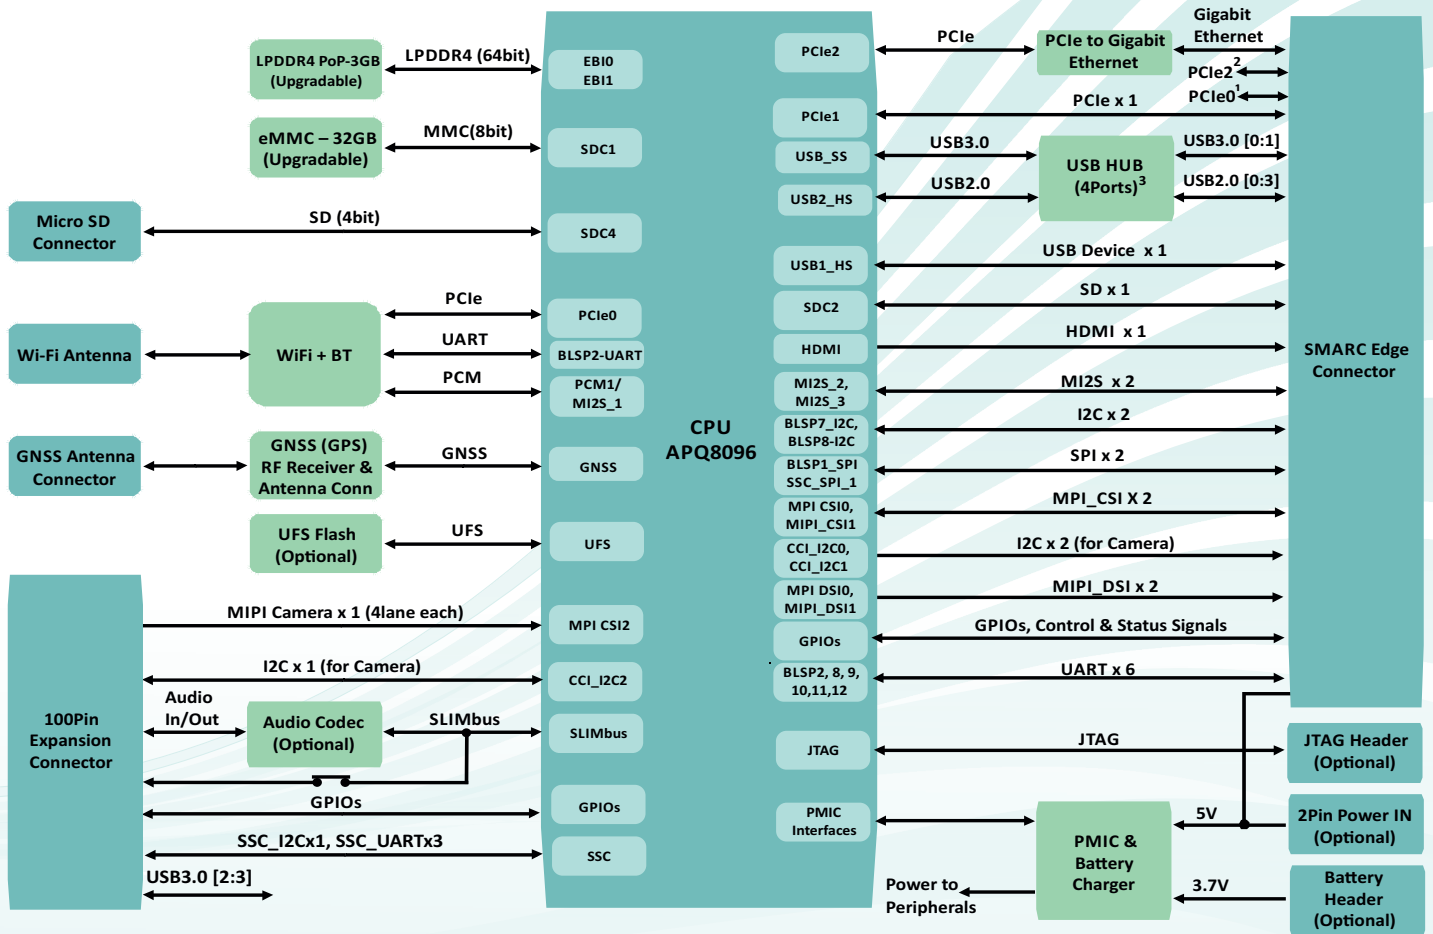 LPDDR4 PoP-3GB
(Upgradable)
LPDDR4 (64bit)
EBI0
EBI1
eMMC – 32GB
(Upgradable)
MMC(8bit)
SDC1
Micro SD
Connector
SD (4bit)
SDC4
Wi-Fi Antenna
WiFi + BT
PCIe
PCIe0
UART
BLSP2-UART
PCM
PCM1/
MI2S_1
GNSS Antenna
Connector
GNSS (GPS)
RF Receiver &
Antenna Conn
GNSS
GNSS
UFS Flash
(Optional)
UFS
UFS
100Pin
Expansion
Connector
MIPI Camera x 1 (4lane each)
MPI CSI2
I2C x 1 (for Camera)
CCI_I2C2
Audio
In/Out
Audio Codec
(Optional)
SLIMbus
SLIMbus
GPIOs
GPIOs
SSC_I2Cx1, SSC_UARTx3
SSC
USB3.0 [2:3]
CPU
APQ8096
PCIe2
PCIe
PCIe to Gigabit
Ethernet
Gigabit
Ethernet
PCIe2²
PCIe0¹
PCIe1
PCIe x 1
USB_SS
USB3.0
USB HUB
(4Ports)³
USB3.0 [0:1]
USB2_HS
USB2.0
USB2.0 [0:3]
USB1_HS
USB Device x 1
SDC2
SD x 1
HDMI
HDMI x 1
MI2S_2,
MI2S_3
MI2S x 2
BLSP7_I2C,
BLSP8-I2C
I2C x 2
BLSP1_SPI
SSC_SPI_1
SPI x 2
MPI CSI0,
MIPI_CSI1
MPI_CSI X 2
CCI_I2C0,
CCI_I2C1
I2C x 2 (for Camera)
MPI DSI0,
MIPI_DSI1
MIPI_DSI x 2
GPIOs
GPIOs, Control & Status Signals
BLSP2, 8, 9,
10,11,12
UART x 6
SMARC Edge
Connector
JTAG
JTAG
JTAG Header
(Optional)
PMIC
Interfaces
PMIC &
Battery
Charger
5V
2Pin Power IN
(Optional)
Power to
Peripherals
3.7V
Battery
Header
(Optional)